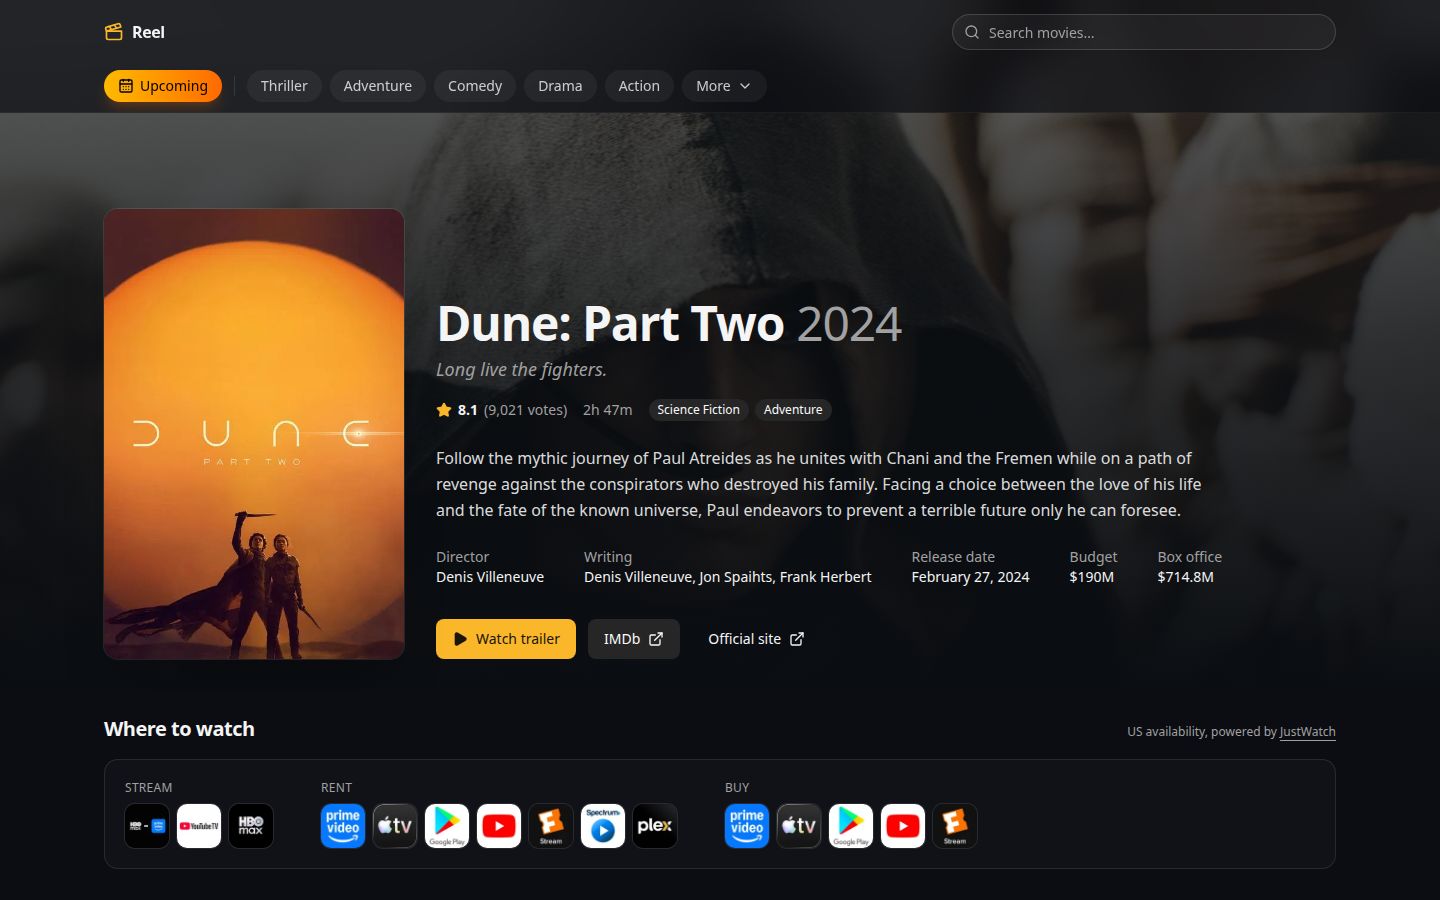 Reel
Search movies...
Upcoming
Thriller
Adventure
Comedy
Drama
Action
More
DUNE
PART TWO
Dune: Part Two 2024
Long live the fighters.
8.1 (9,021 votes) 2h 47m Science Fiction Adventure
Follow the mythic journey of Paul Atreides as he unites with Chani and the Fremen while on a path of
revenge against the conspirators who destroyed his family. Facing a choice between the love of his life
and the fate of the known universe, Paul endeavors to prevent a terrible future only he can foresee.
Director
Denis Villeneuve
Writing
Denis Villeneuve, Jon Spaihts, Frank Herbert
Release date
February 27, 2024
Budget
$190M
Box office
$714.8M
Watch trailer
IMDb
Official site
Where to watch
US availability, powered by JustWatch
STREAM
HBO max
prime video
YouTubeTV
HBO max
RENT
prime video
tv
Google Play
Stream
Spectrum
plex
BUY
prime video
tv
Google Play
Stream